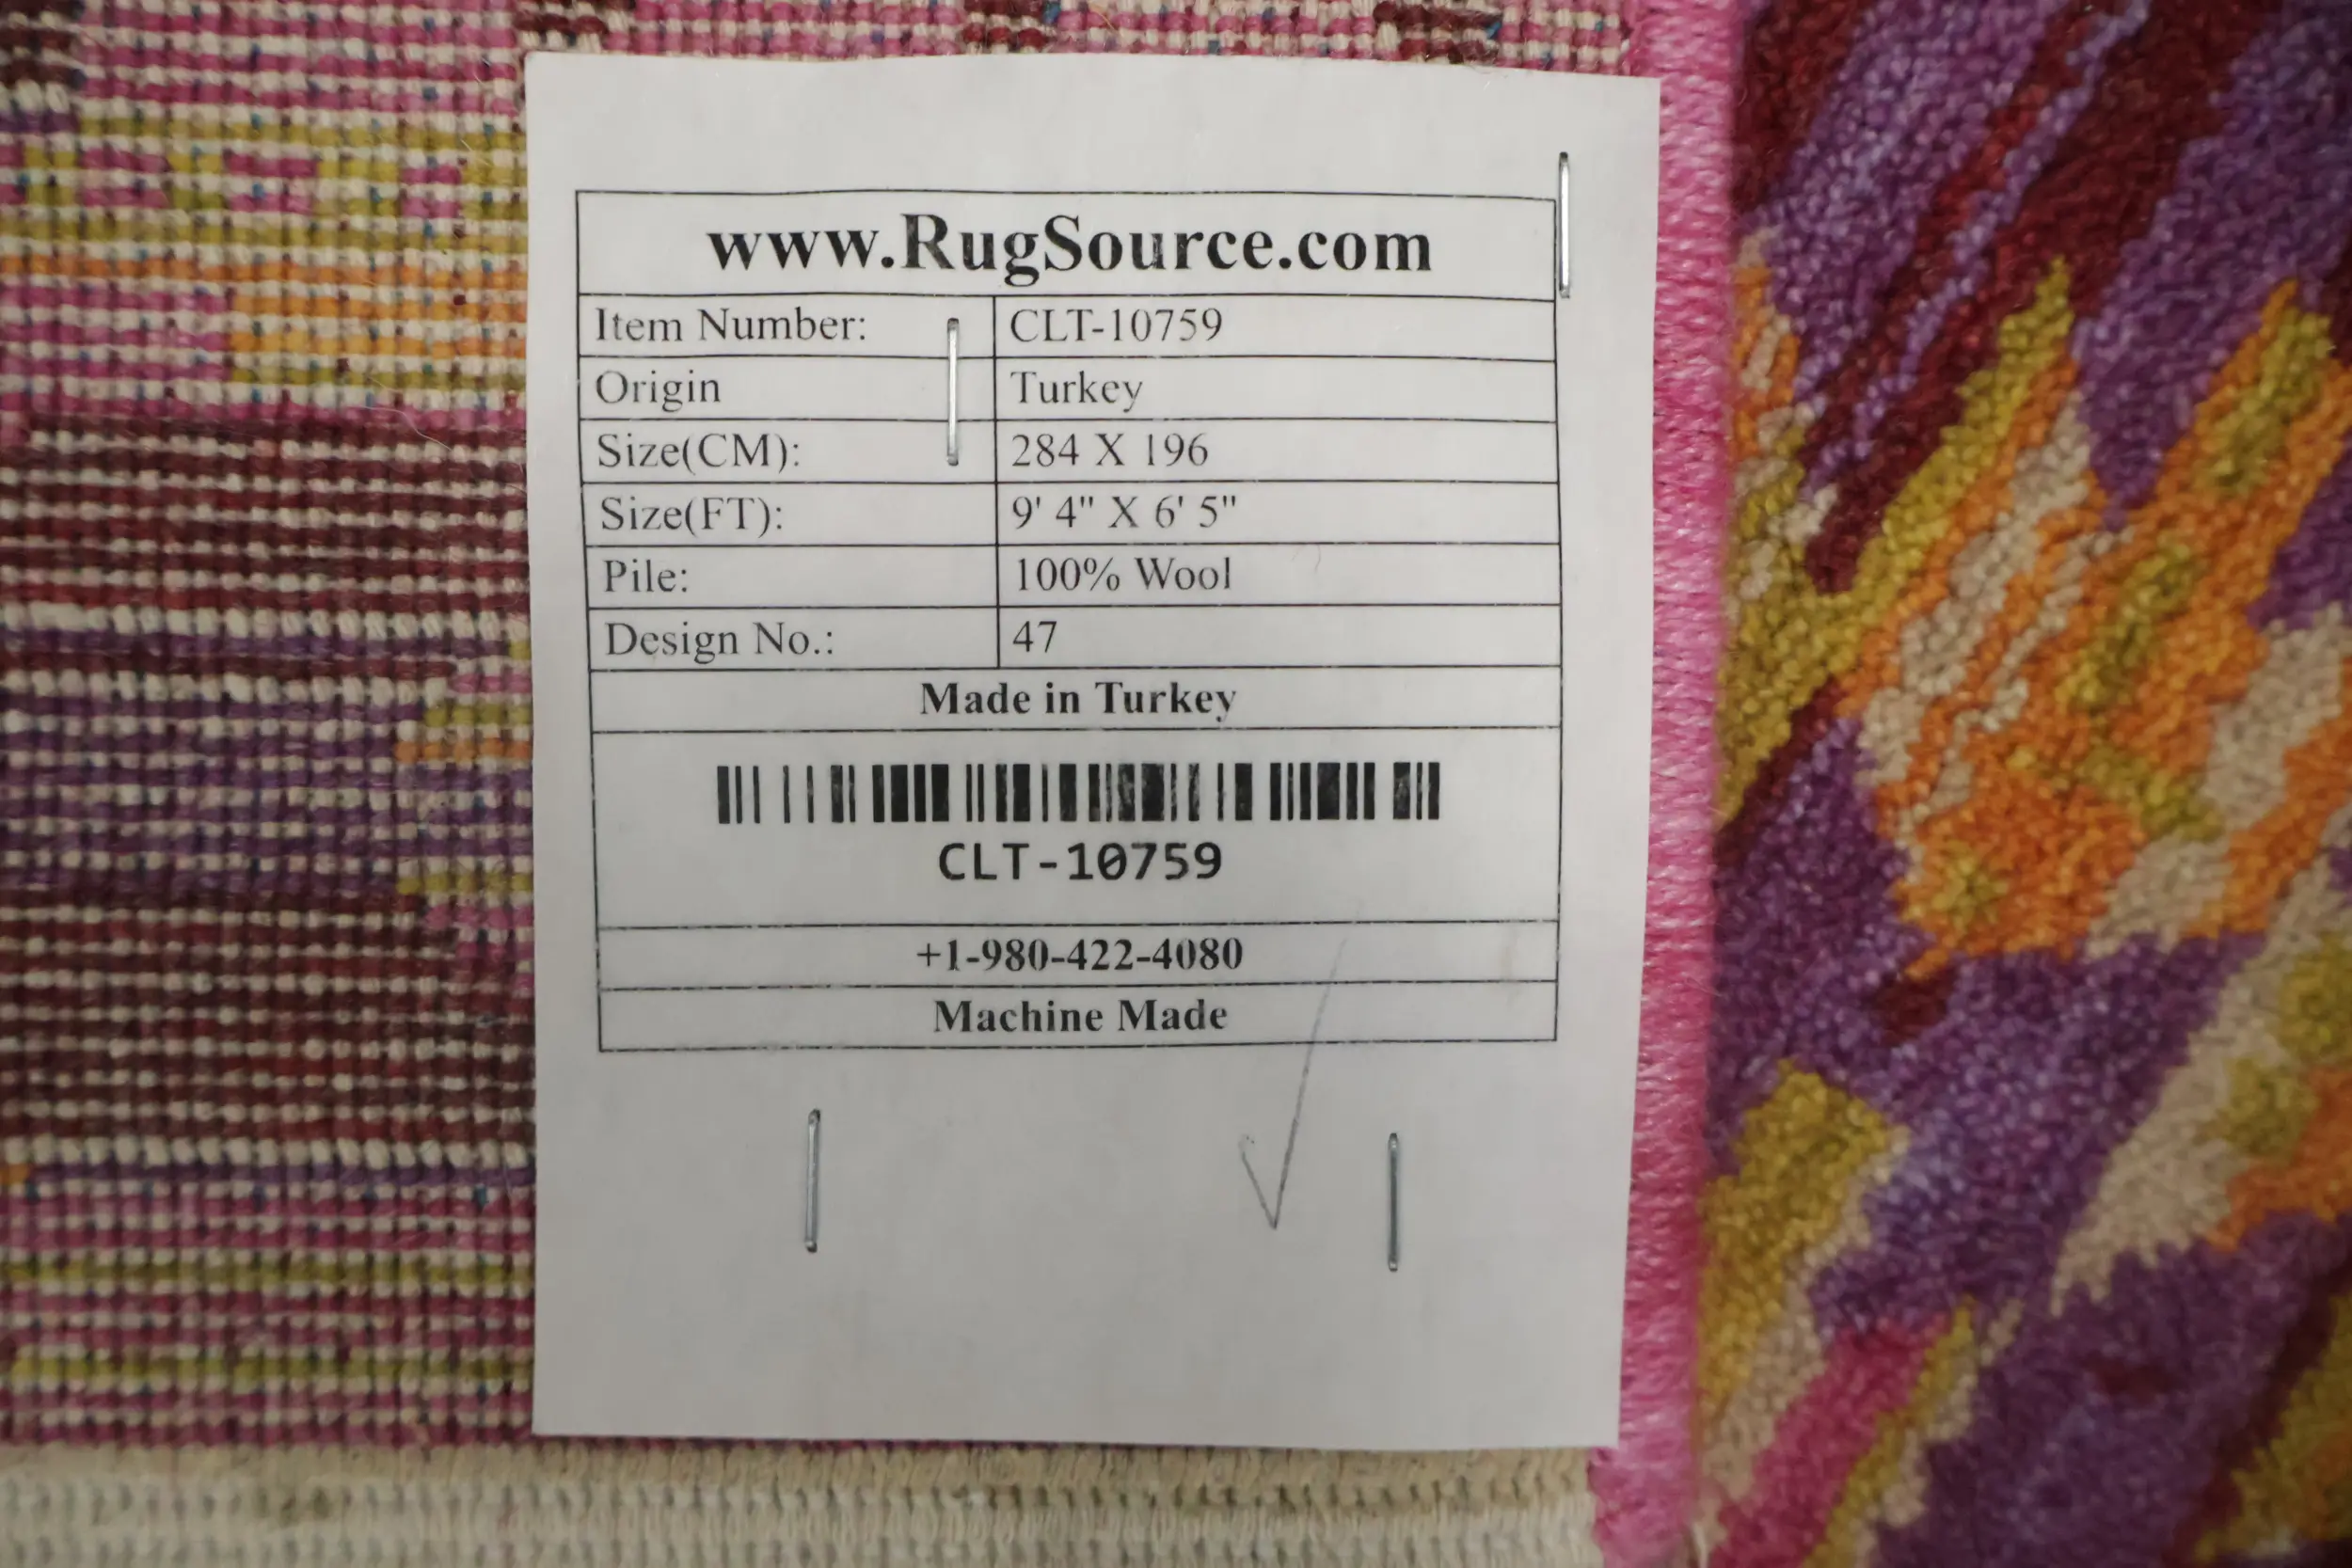 www.RugSource.com
Item Number: CLT-10759
Origin Turkey
Size(CM): 284 X 196
Size(FT): 9' 4" X 6' 5"
Pile: 100% Wool
Design No.: 47
Made in Turkey
CLT-10759
+1-980-422-4080
Machine Made